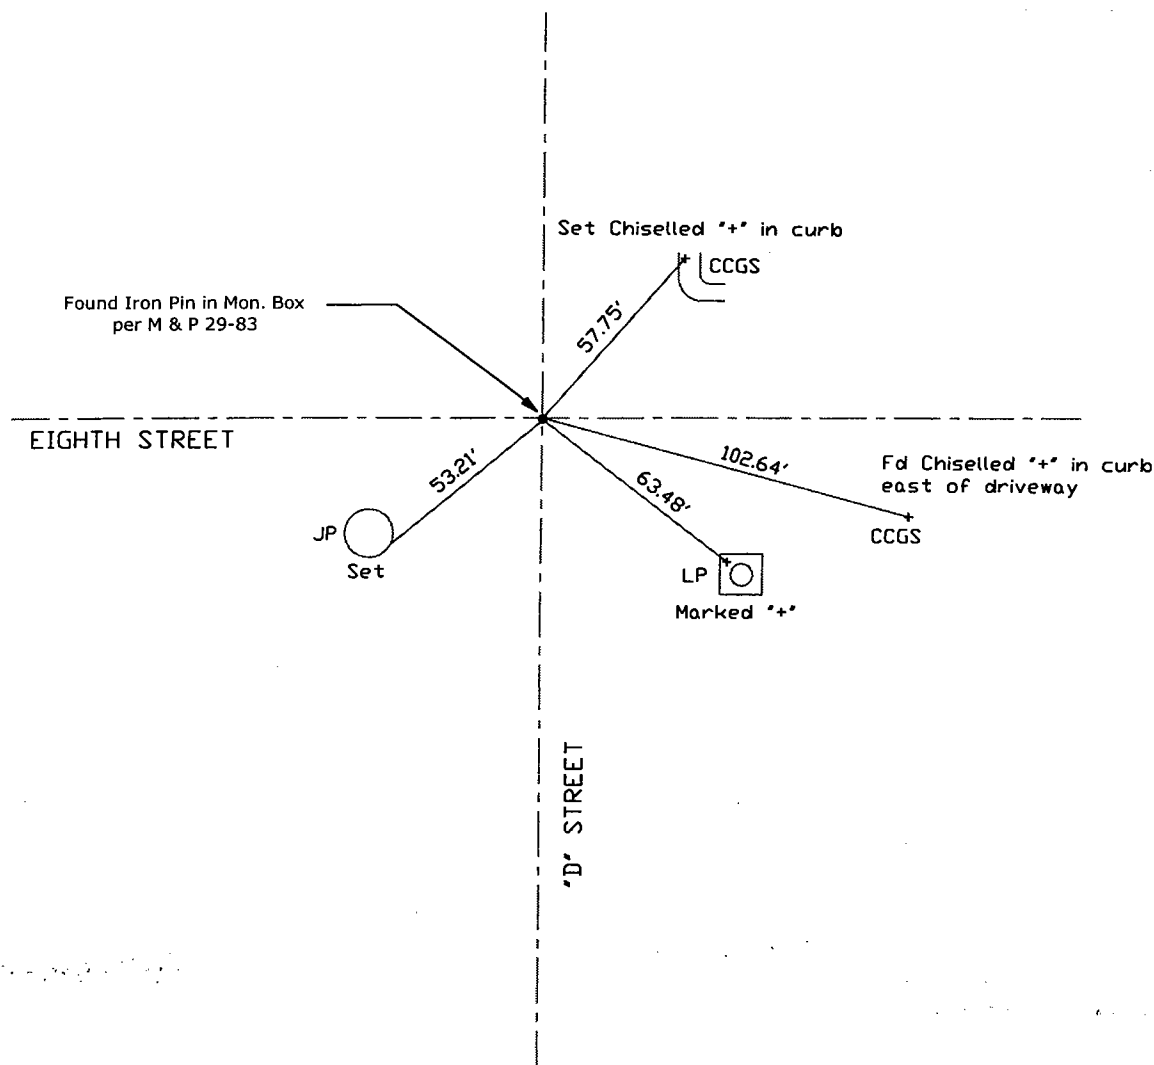 Set Chiselled "+" in curb
CCGS
57.75'
Found Iron Pin in Mon. Box
per M & P 29-83
EIGHTH STREET
53.21'
102.64'
63.48'
Fd Chiselled "+" in curb
east of driveway
CCGS
JP
Set
LP
Marked "+"
"D" STREET